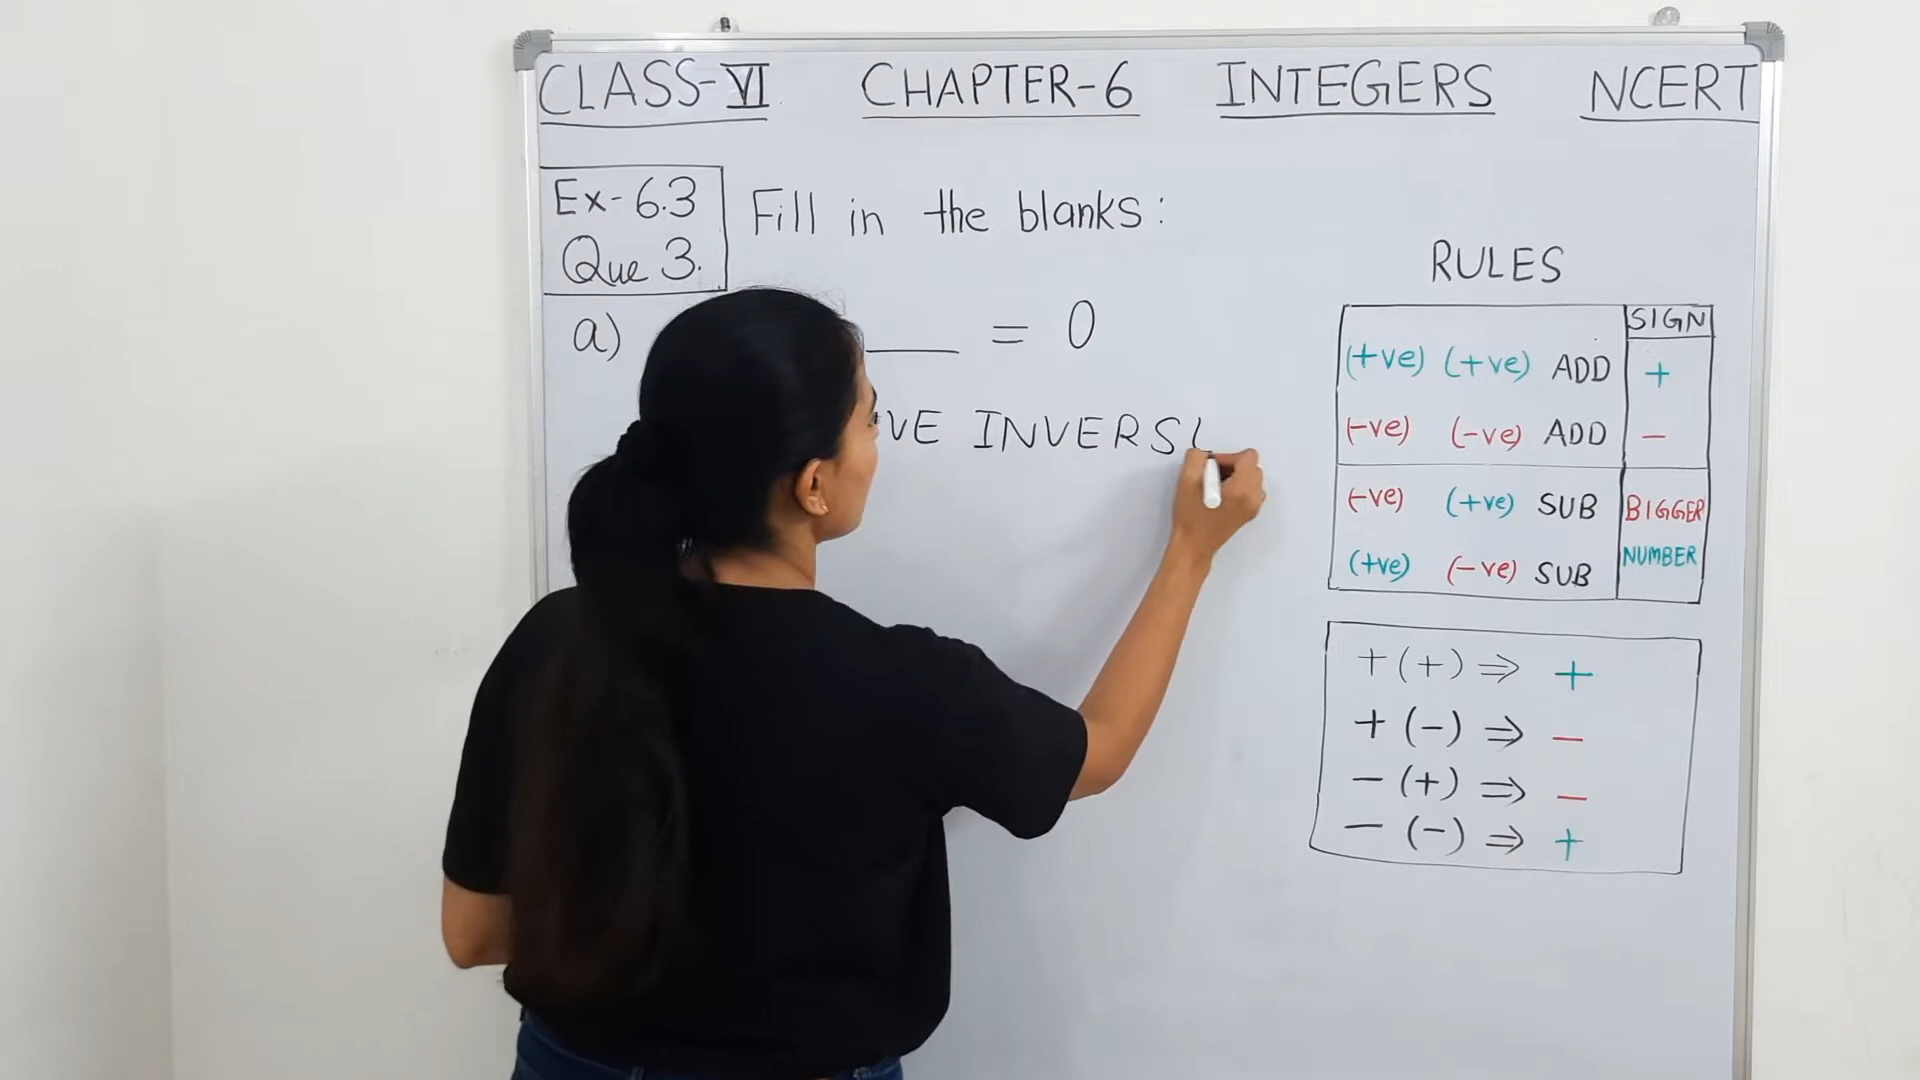 CLASS-VI CHAPTER-6 INTEGERS NCERT
Ex-6.3
Que 3.
Fill in the blanks:
a) ____ = 0
VE INVERS
RULES
SIGN
(+ve) (+ve) ADD +
(-ve) (-ve) ADD -
(-ve) (+ve) SUB BIGGER
NUMBER
(+ve) (-ve) SUB
+ (+) ⇒ +
+ (-) ⇒ -
- (+) ⇒ -
- (-) ⇒ +